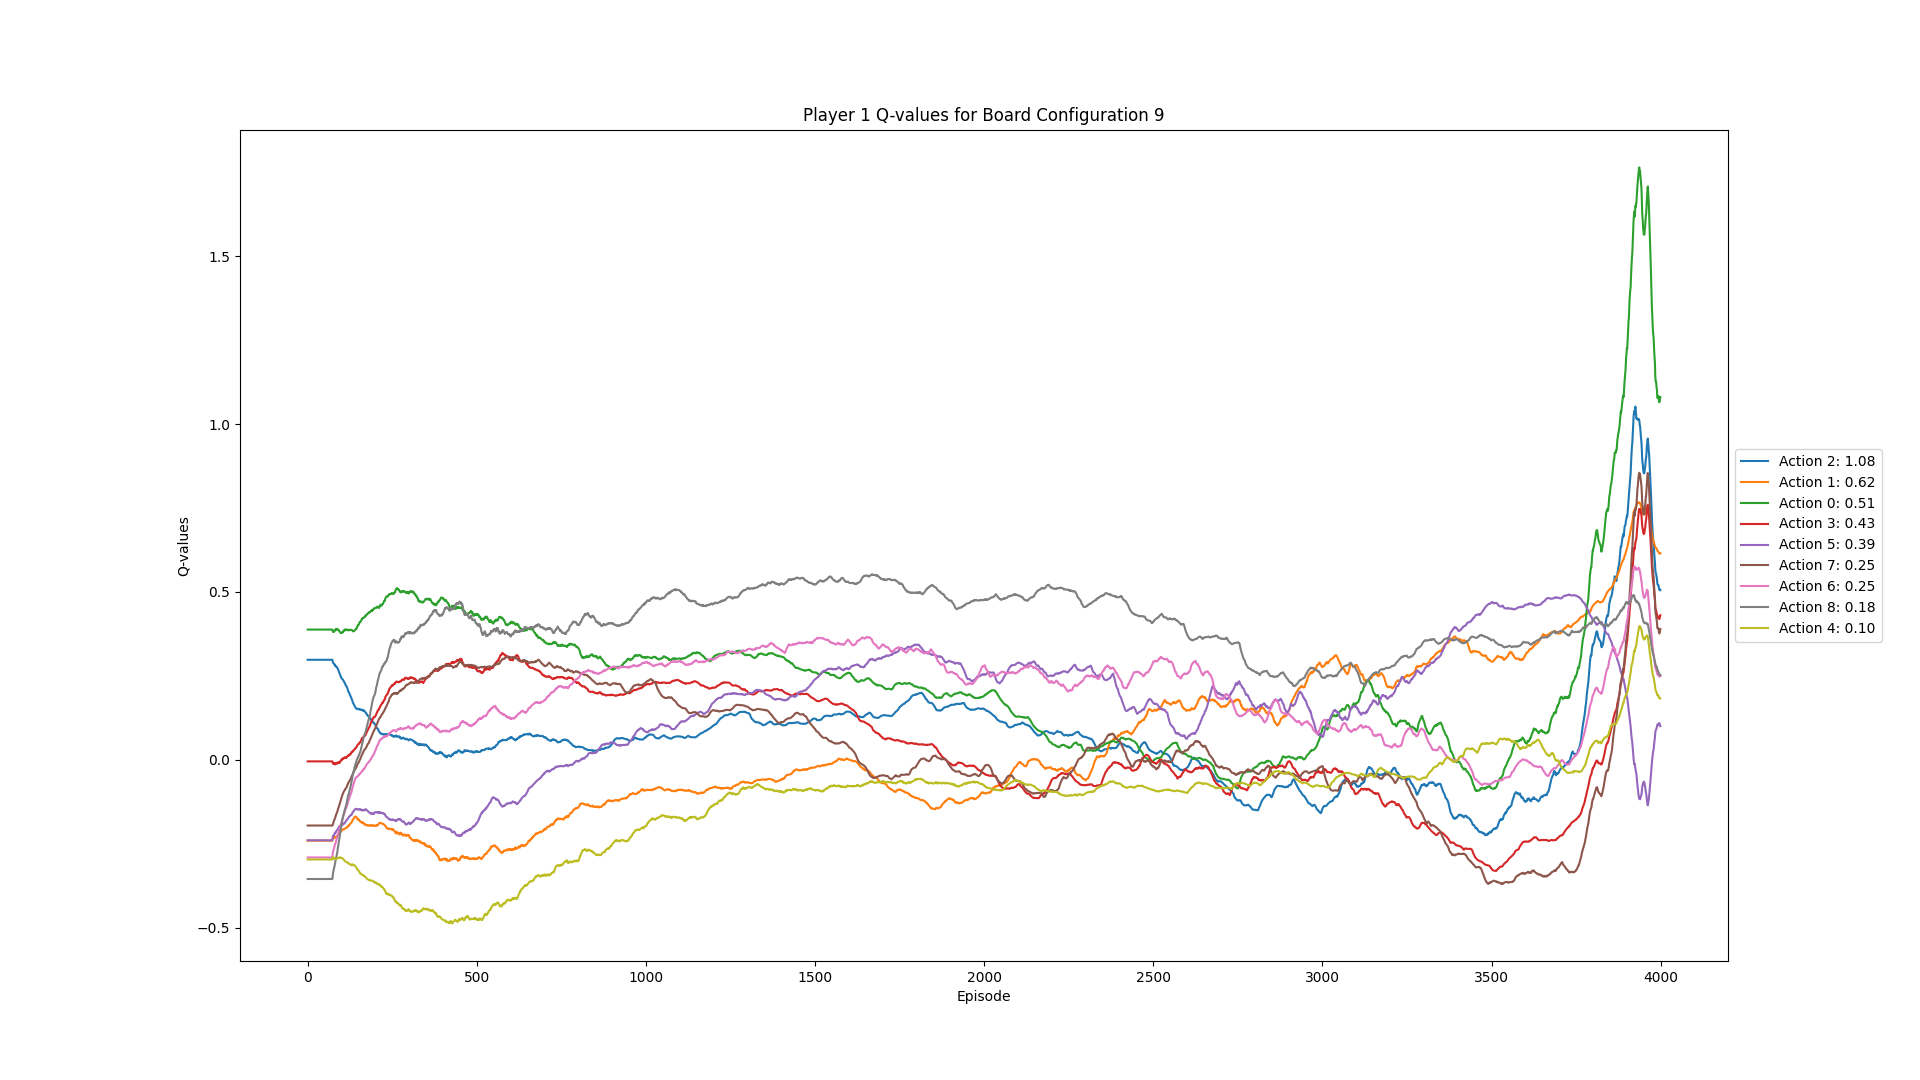 Player 1 Q-values for Board Configuration 9
Q-values
1.5
1.0
0.5
0.0
−0.5
0
500
1000
1500
2000
2500
3000
3500
4000
Episode
Action 2: 1.08
Action 1: 0.62
Action 0: 0.51
Action 3: 0.43
Action 5: 0.39
Action 7: 0.25
Action 6: 0.25
Action 8: 0.18
Action 4: 0.10